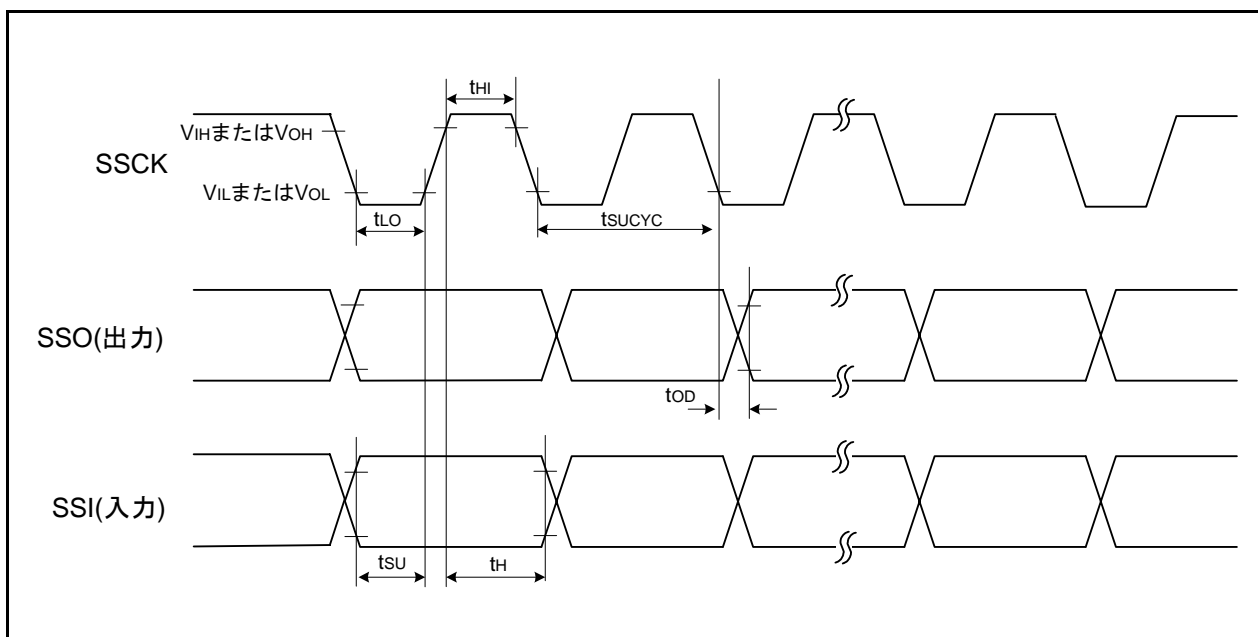 tHI
VIHまたはVOH
SSCK
VILまたはVOL
tLO
tSUCYC
SSO(出力)
tOD
SSI(入力)
tSU
tH